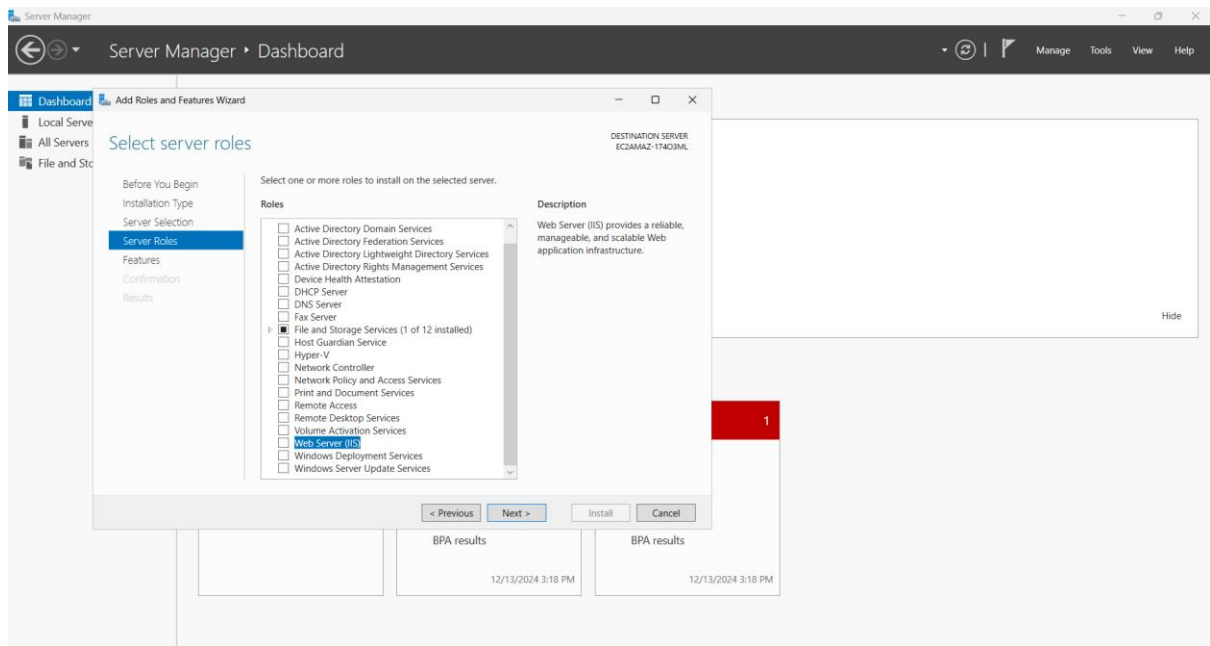 Server Manager
Server Manager • Dashboard
Manage Tools View Help
Dashboard
Local Serve
All Servers
File and Sto
Add Roles and Features Wizard
Select server roles
DESTINATION SERVER
EC2AMAZ-174O3ML
Before You Begin
Installation Type
Server Selection
Server Roles
Features
Confirmation
Results
Select one or more roles to install on the selected server.
Roles
Active Directory Domain Services
Active Directory Federation Services
Active Directory Lightweight Directory Services
Active Directory Rights Management Services
Device Health Attestation
DHCP Server
DNS Server
Fax Server
File and Storage Services (1 of 12 installed)
Host Guardian Service
Hyper-V
Network Controller
Network Policy and Access Services
Print and Document Services
Remote Access
Remote Desktop Services
Volume Activation Services
Web Server (IIS)
Windows Deployment Services
Windows Server Update Services
Description
Web Server (IIS) provides a reliable,
manageable, and scalable Web
application infrastructure.
< Previous Next > Install Cancel
Hide
1
BPA results
12/13/2024 3:18 PM
BPA results
12/13/2024 3:18 PM